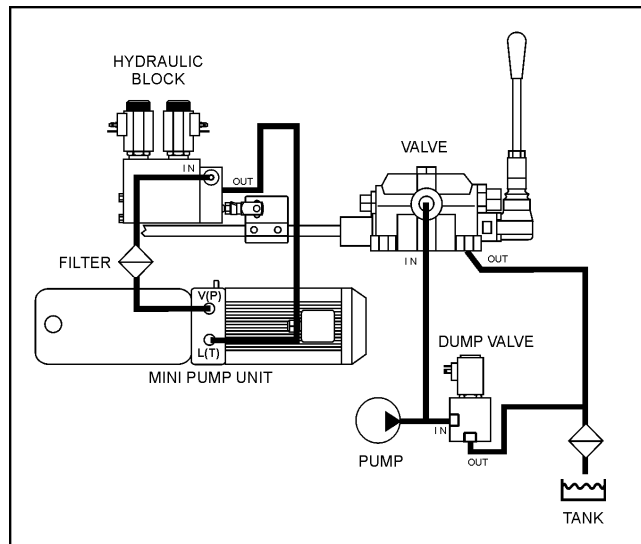 HYDRAULIC
BLOCK
IN
OUT
VALVE
IN
OUT
FILTER
V(P)
L(T)
MINI PUMP UNIT
DUMP VALVE
IN
OUT
PUMP
TANK